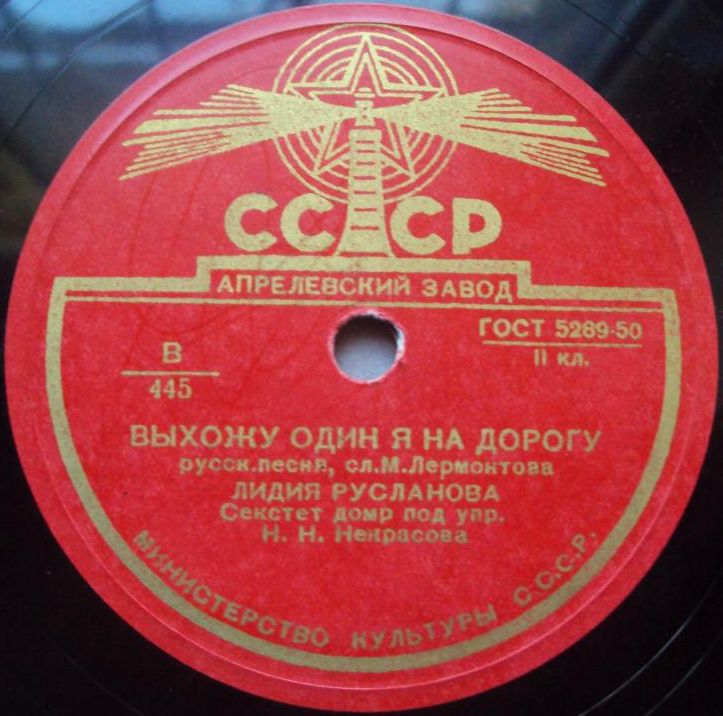 СССР
АПРЕЛЕВСКИЙ ЗАВОД
ГОСТ 5289-50
II кл.
В
445
ВЫХОЖУ ОДИН Я НА ДОРОГУ
русск.песня, сл.М.Лермонтова
ЛИДИЯ РУСЛАНОВА
Секстет домр под упр.
Н. Н. Некрасова
МИНИСТЕРСТВО КУЛЬТУРЫ С.С.С.Р.